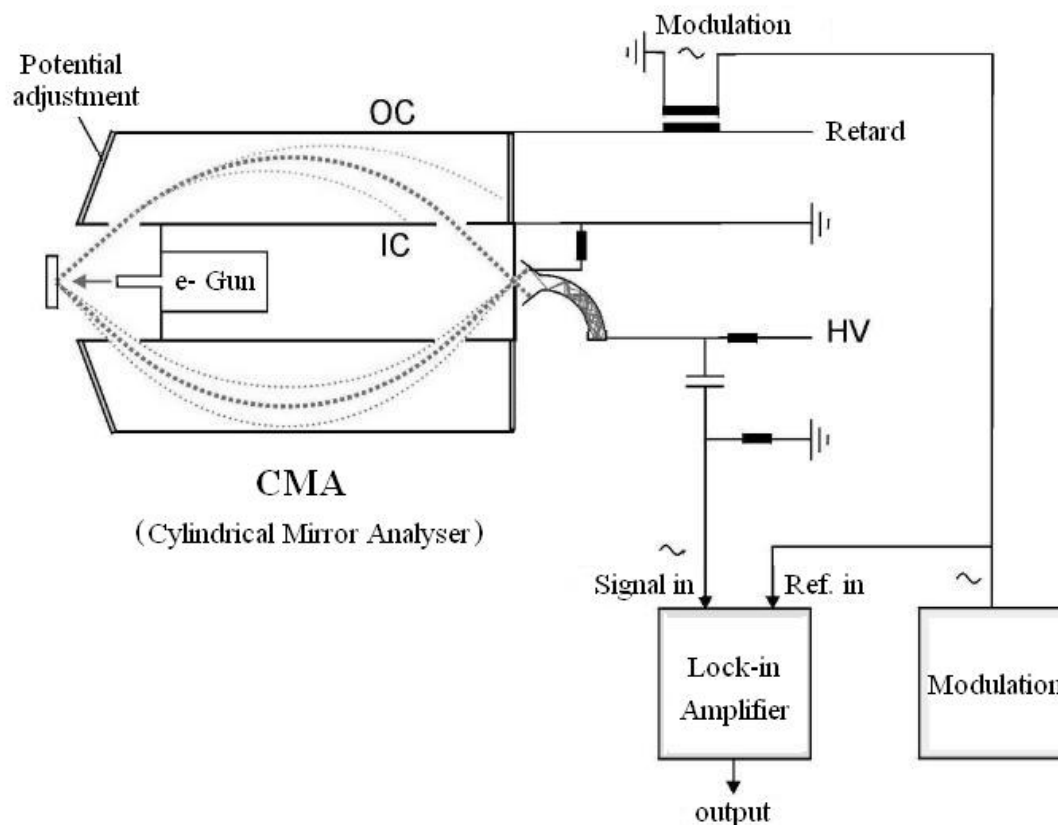 Modulation
~
Potential
adjustment
OC
Retard
IC
e- Gun
HV
CMA
(Cylindrical Mirror Analyser)
~
~
Signal in
Ref. in
Lock-in
Amplifier
Modulation
output